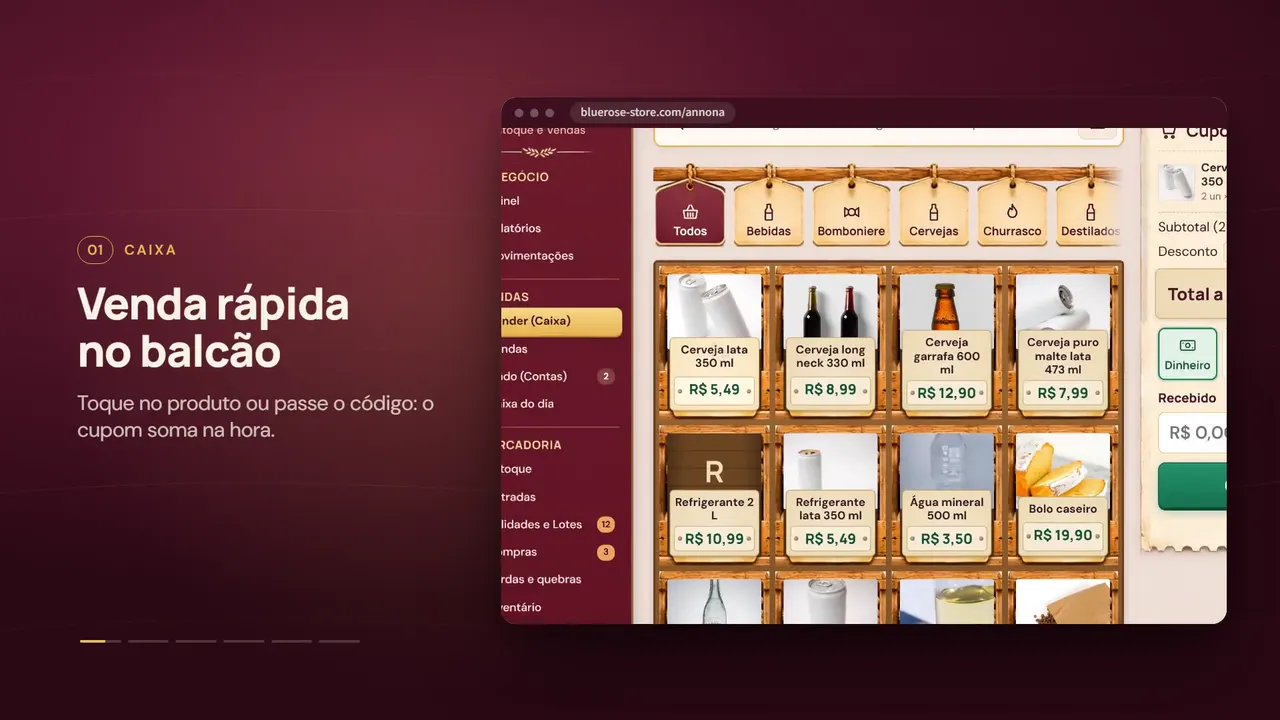 01 CAIXA
Venda rápida
no balcão
Toque no produto ou passe o código: o
cupom soma na hora.
bluerose-store.com/annona
toque e vendas
EGÓCIO
inel
latórios
ovimentações
IDAS
nder (Caixa)
ndas
do (Contas) 2
ixa do dia
RCADORIA
toque
tradas
lidades e Lotes 12
ompras 3
rdas e quebras
ventário
Todos
Bebidas
Bomboniere
Cervejas
Churrasco
Destilados
Cerveja lata
350 ml
R$ 5,49
Cerveja long
neck 330 ml
R$ 8,99
Cerveja
garrafa 600
ml
R$ 12,90
Cerveja puro
malte lata
473 ml
R$ 7,99
R
Refrigerante 2
L
R$ 10,99
Refrigerante
lata 350 ml
R$ 5,49
Água mineral
500 ml
R$ 3,50
Bolo caseiro
R$ 19,90
Cupo
Cerv
350
2 un
Subtotal (2
Desconto
Total a
Dinheiro
Recebido
R$ 0,0